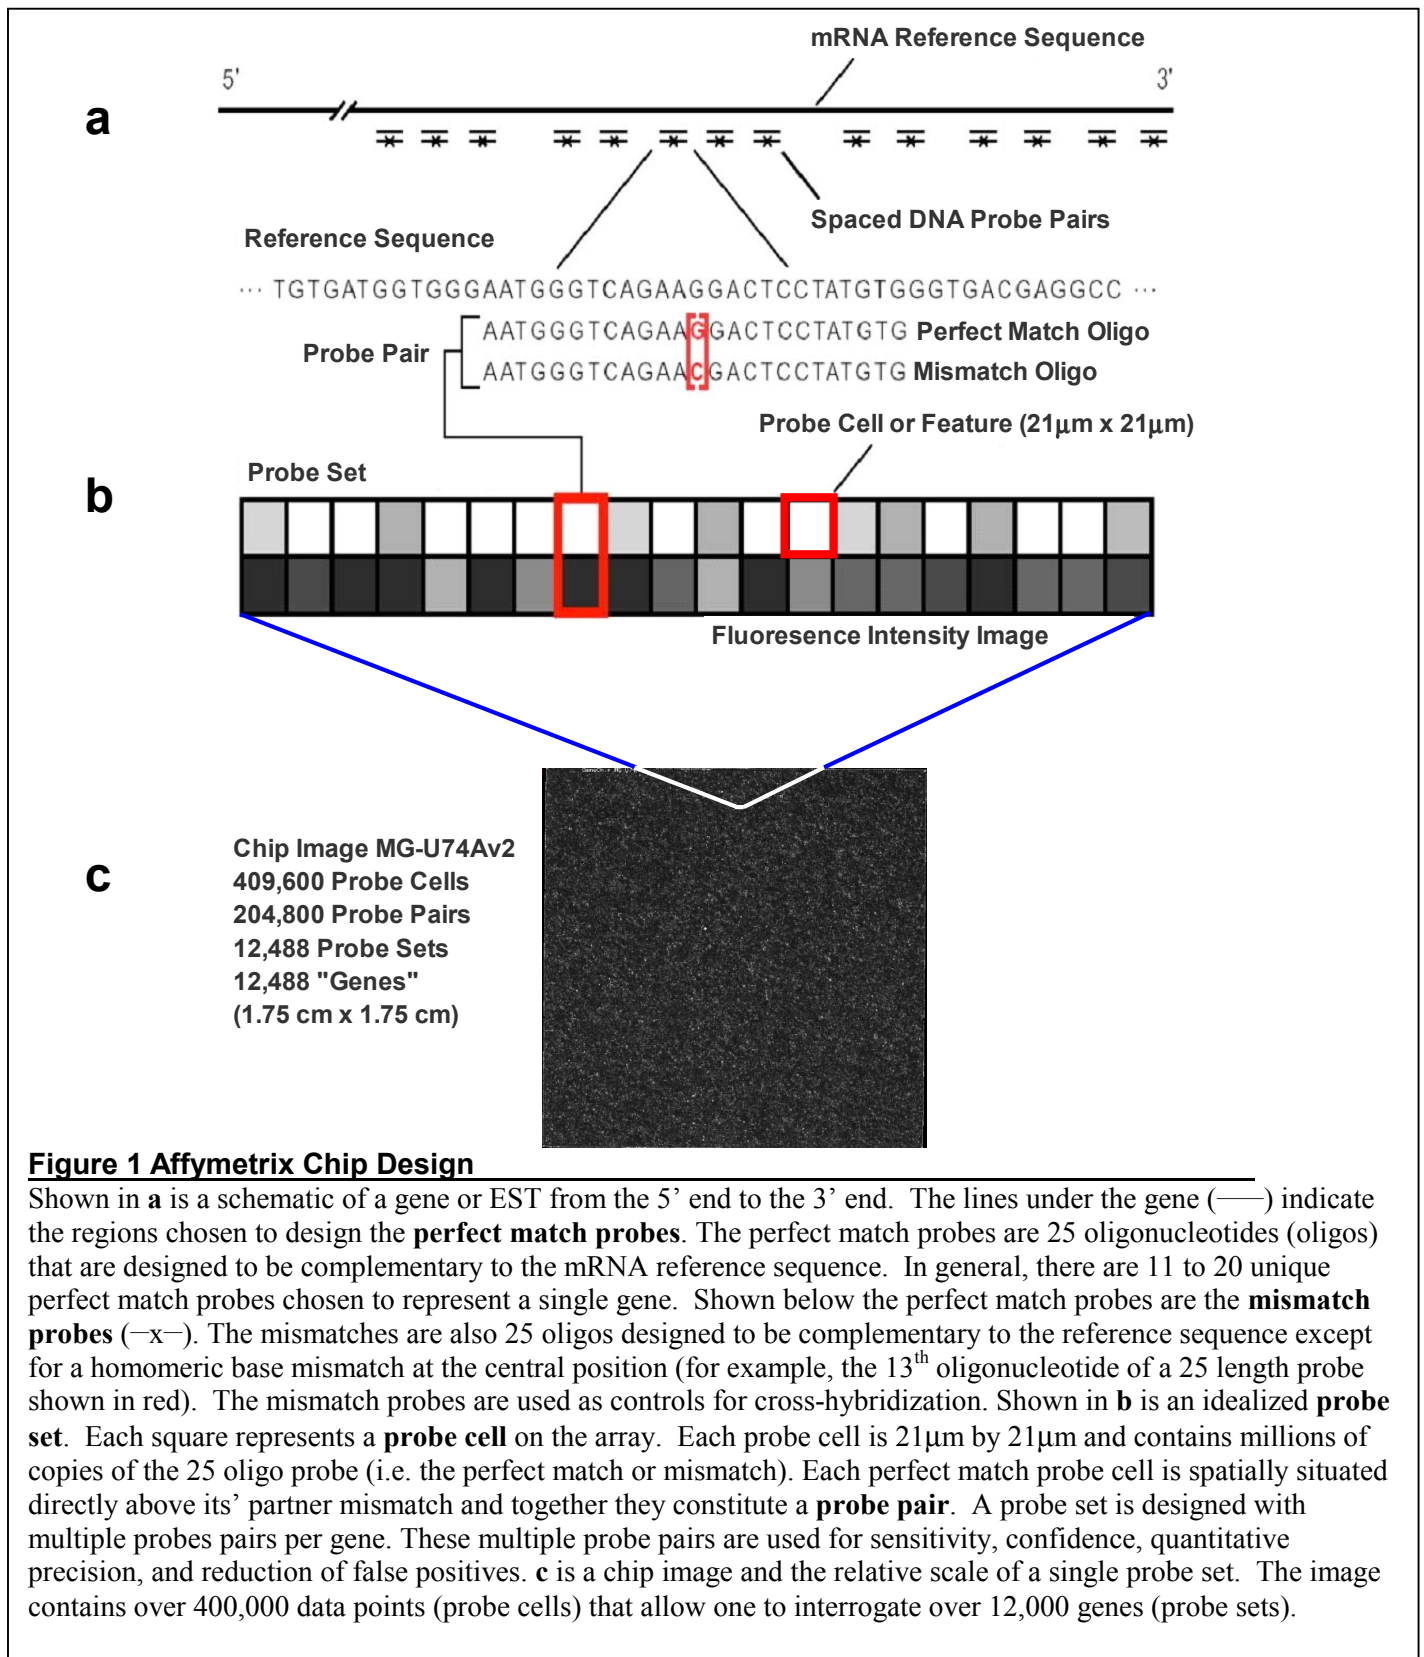 mRNA Reference Sequence
5'
3'
a
Spaced DNA Probe Pairs
Reference Sequence
··· TGTGATGGTGGGAATGGGTCAGAAGGACTCCTATGTGGGTGACGAGGCC ···
AATGGGTCAGAAGGACTCCTATGTG Perfect Match Oligo
Probe Pair
AATGGGTCAGAACGACTCCTATGTG Mismatch Oligo
Probe Cell or Feature (21μm x 21μm)
Probe Set
b
Fluoresence Intensity Image
Chip Image MG-U74Av2
c
409,600 Probe Cells
204,800 Probe Pairs
12,488 Probe Sets
12,488 "Genes"
(1.75 cm x 1.75 cm)
Figure 1 Affymetrix Chip Design
Shown in a is a schematic of a gene or EST from the 5’ end to the 3’ end.  The lines under the gene (——) indicate
the regions chosen to design the perfect match probes. The perfect match probes are 25 oligonucleotides (oligos)
that are designed to be complementary to the mRNA reference sequence.  In general, there are 11 to 20 unique
perfect match probes chosen to represent a single gene.  Shown below the perfect match probes are the mismatch
probes (—x—). The mismatches are also 25 oligos designed to be complementary to the reference sequence except
for a homomeric base mismatch at the central position (for example, the 13th oligonucleotide of a 25 length probe
shown in red).  The mismatch probes are used as controls for cross-hybridization. Shown in b is an idealized probe
set.  Each square represents a probe cell on the array.  Each probe cell is 21μm by 21μm and contains millions of
copies of the 25 oligo probe (i.e. the perfect match or mismatch). Each perfect match probe cell is spatially situated
directly above its’ partner mismatch and together they constitute a probe pair.  A probe set is designed with
multiple probes pairs per gene. These multiple probe pairs are used for sensitivity, confidence, quantitative
precision, and reduction of false positives. c is a chip image and the relative scale of a single probe set.  The image
contains over 400,000 data points (probe cells) that allow one to interrogate over 12,000 genes (probe sets).